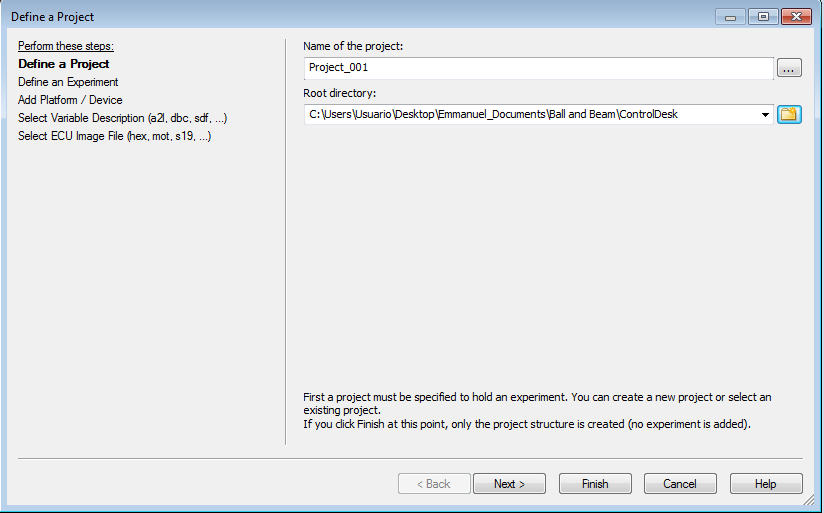 Define a Project
Perform these steps:
Define a Project
Define an Experiment
Add Platform / Device
Select Variable Description (a2l, dbc, sdf, ...)
Select ECU Image File (hex, mot, s19, ...)
Name of the project:
Project_001
...
Root directory:
C:\Users\Usuario\Desktop\Emmanuel_Documents\Ball and Beam\ControlDesk
First a project must be specified to hold an experiment. You can create a new project or select an
existing project.
If you click Finish at this point, only the project structure is created (no experiment is added).
< Back
Next >
Finish
Cancel
Help